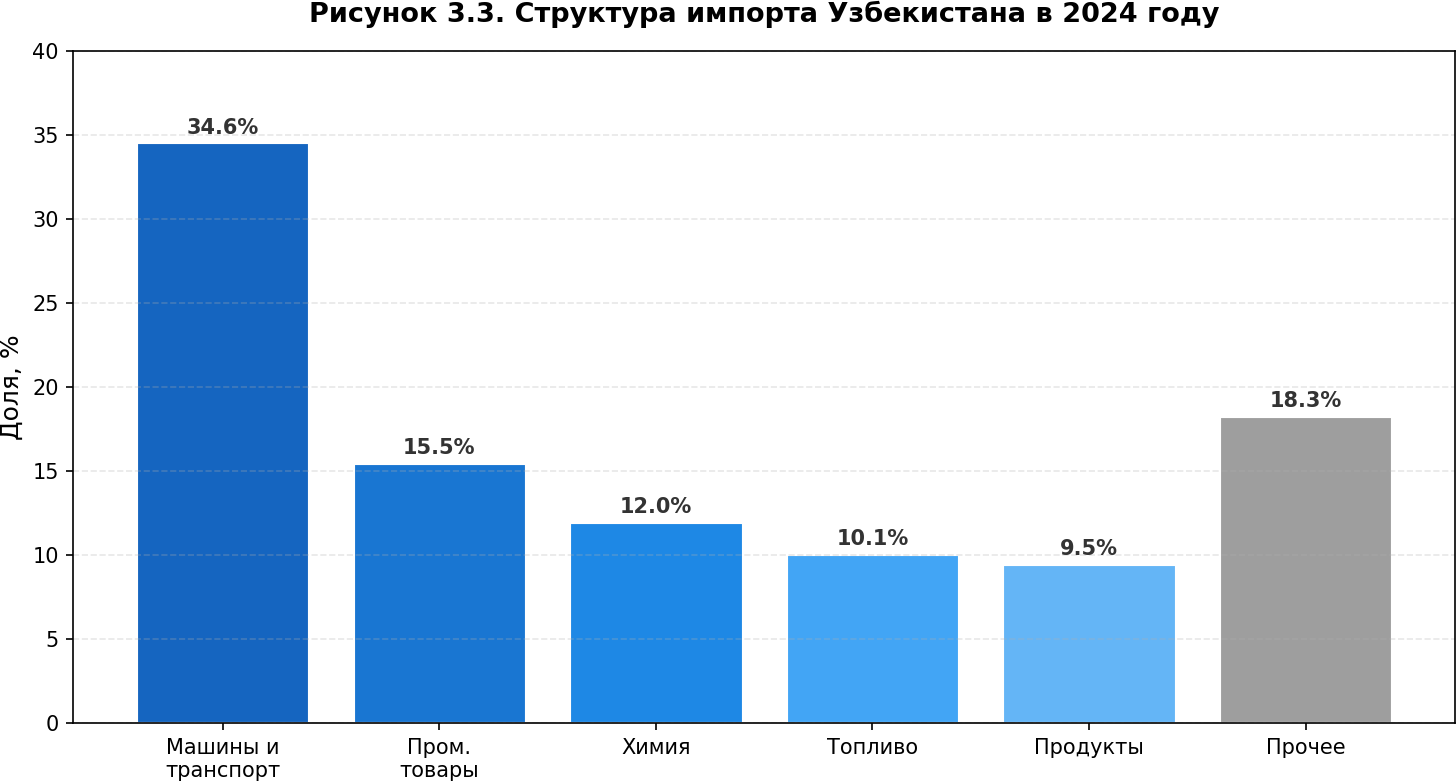 Рисунок 3.3. Структура импорта Узбекистана в 2024 году
Доля, %
40
35
30
25
20
15
10
5
0
34.6%
15.5%
12.0%
10.1%
9.5%
18.3%
Машины и
транспорт
Пром.
товары
Химия
Топливо
Продукты
Прочее